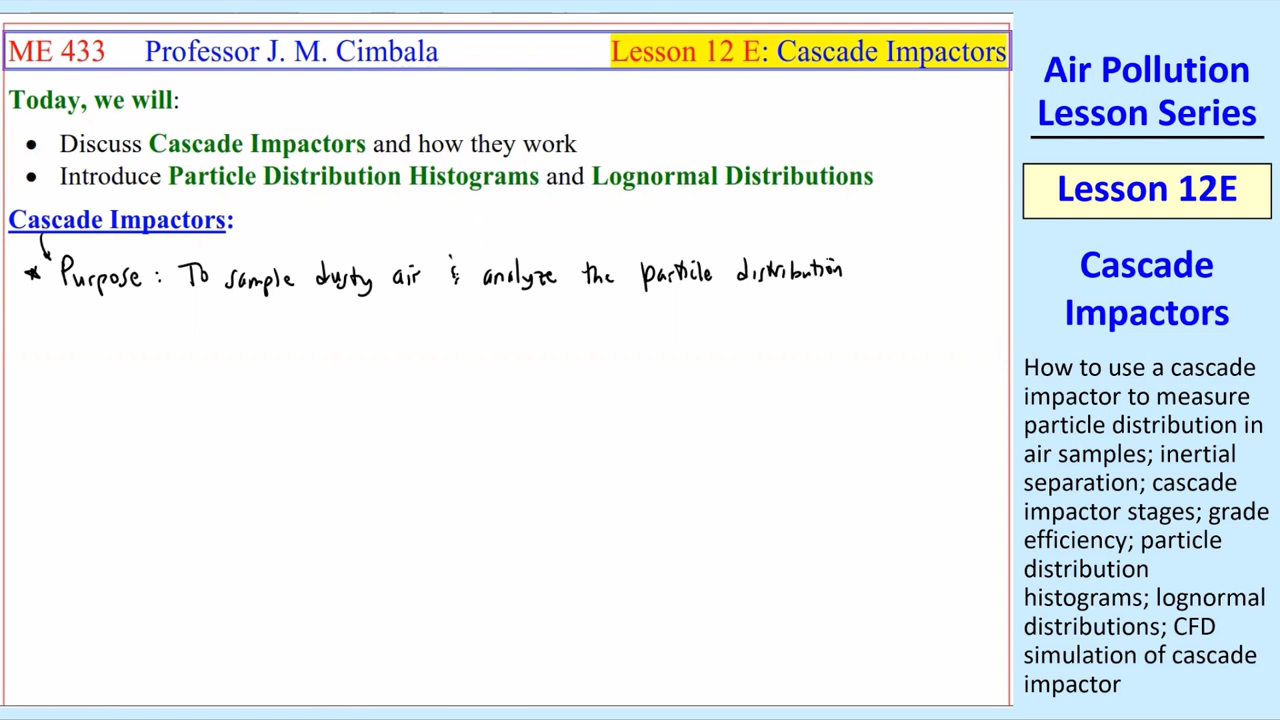 ME 433 Professor J. M. Cimbala Lesson 12 E: Cascade Impactors
Today, we will:
• Discuss Cascade Impactors and how they work
• Introduce Particle Distribution Histograms and Lognormal Distributions
Cascade Impactors:
* Purpose: To sample dusty air & analyze the particle distribution
Air Pollution
Lesson Series
Lesson 12E
Cascade
Impactors
How to use a cascade
impactor to measure
particle distribution in
air samples; inertial
separation; cascade
impactor stages; grade
efficiency; particle
distribution
histograms; lognormal
distributions; CFD
simulation of cascade
impactor